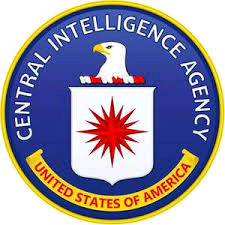 CENTRAL INTELLIGENCE AGENCY
UNITED STATES OF AMERICA